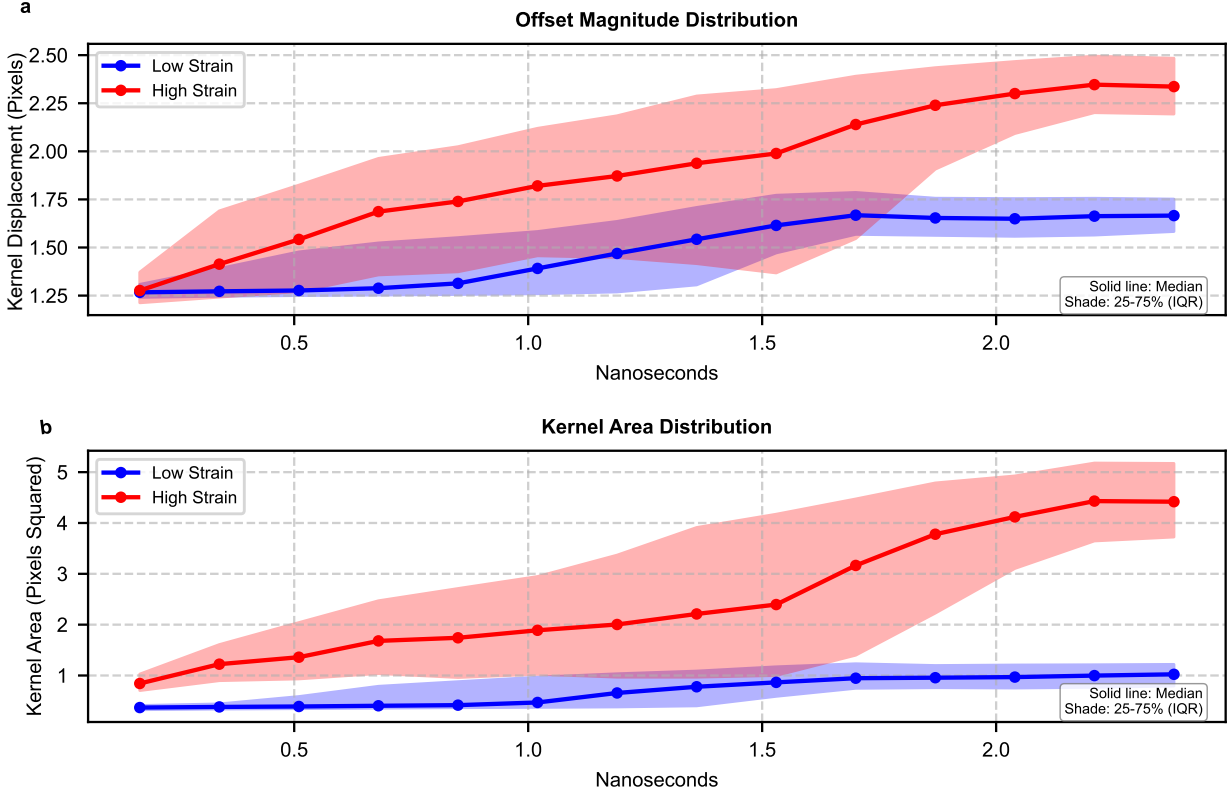 a
Offset Magnitude Distribution
Kernel Displacement (Pixels)
2.50
2.25
2.00
1.75
1.50
1.25
Low Strain
High Strain
Solid line: Median
Shade: 25-75% (IQR)
0.5
1.0
1.5
2.0
Nanoseconds
b
Kernel Area Distribution
Kernel Area (Pixels Squared)
5
4
3
2
1
Low Strain
High Strain
Solid line: Median
Shade: 25-75% (IQR)
0.5
1.0
1.5
2.0
Nanoseconds